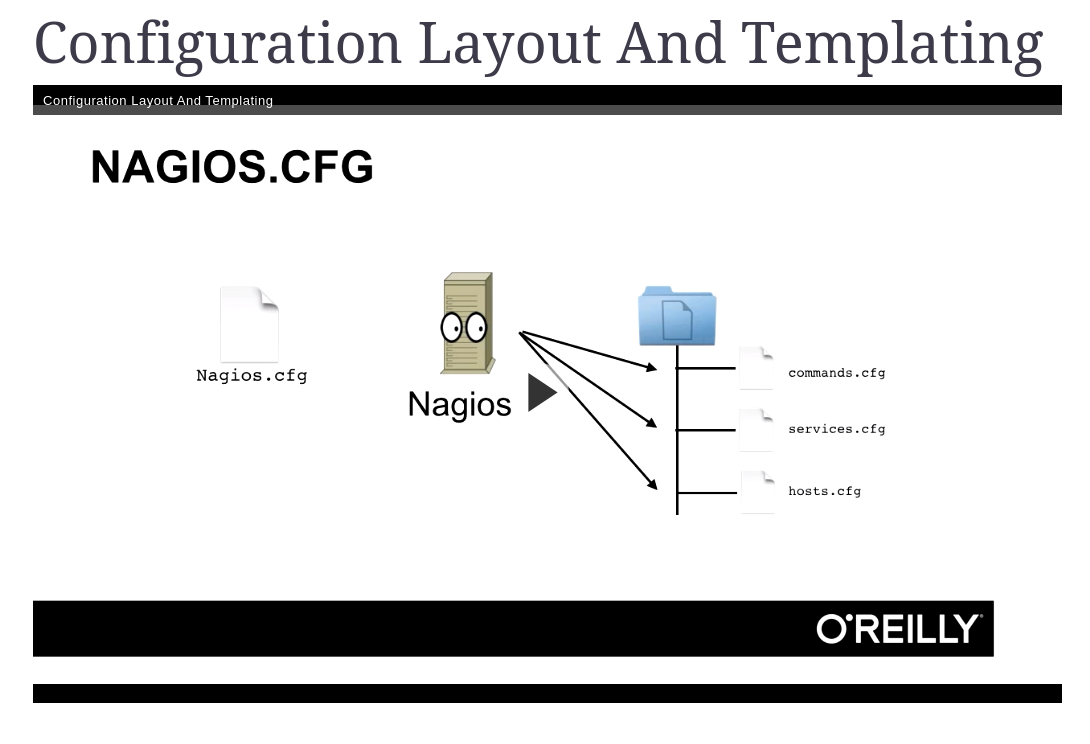 Configuration Layout And Templating
Configuration Layout And Templating
NAGIOS.CFG
Nagios.cfg
Nagios
commands.cfg
services.cfg
hosts.cfg
O'REILLY®